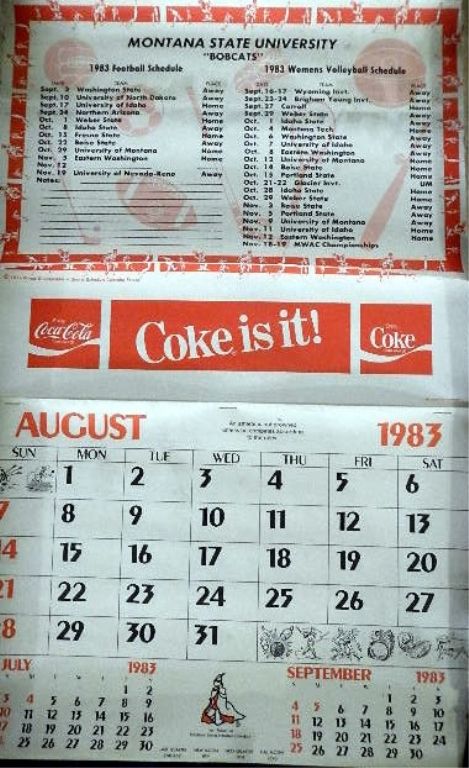 MONTANA STATE UNIVERSITY
"BOBCATS"
1983 Football Schedule
DATE TEAM PLACE
Sept. 3 Washington State Away
Sept. 10 University of North Dakota Away
Sept. 17 University of Idaho Home
Sept. 24 Northern Arizona Away
Oct. 1 Weber State Home
Oct. 8 Idaho State Away
Oct. 15 Fresno State Home
Oct. 22 Boise State Away
Oct. 29 University of Montana Home
Nov. 5 Eastern Washington Home
Nov. 12
Nov. 19 University of Nevada-Reno Away
Notes:
1983 Womens Volleyball Schedule
DATE TEAM PLACE
Sept. 16-17 Wyoming Invt. Away
Sept. 23-24 Brigham Young Invt. Away
Sept. 27 Carroll Home
Sept. 29 Weber State Away
Oct. 1 Idaho State Away
Oct. 4 Montana Tech Home
Oct. 6 Washington State Away
Oct. 7 University of Idaho Away
Oct. 8 Eastern Washington Away
Oct. 12 University of Montana Home
Oct. 14 Boise State Home
Oct. 15 Portland State Home
Oct. 21-22 Glacier Invt. UM
Oct. 28 Idaho State Home
Oct. 29 Weber State Home
Nov. 3 Boise State Away
Nov. 5 Portland State Away
Nov. 9 University of Montana Away
Nov. 11 University of Idaho Home
Nov. 12 Eastern Washington Home
Nov. 18-19 MWAC Championships
Enjoy
Coca-Cola
Coke is it!
Coke
AUGUST 1983
SUN MON TUE WED THU FRI SAT
1 2 3 4 5 6
7 8 9 10 11 12 13
14 15 16 17 18 19 20
21 22 23 24 25 26 27
28 29 30 31
JULY 1983
1 2
3 4 5 6 7 8 9
10 11 12 13 14 15 16
17 18 19 20 21 22 23
25 26 27 28 29 30
SEPTEMBER 1983
1 2 3
4 5 6 7 8 9 10
11 12 13 14 15 16 17
18 19 20 21 22 23 24
25 26 27 28 29 30